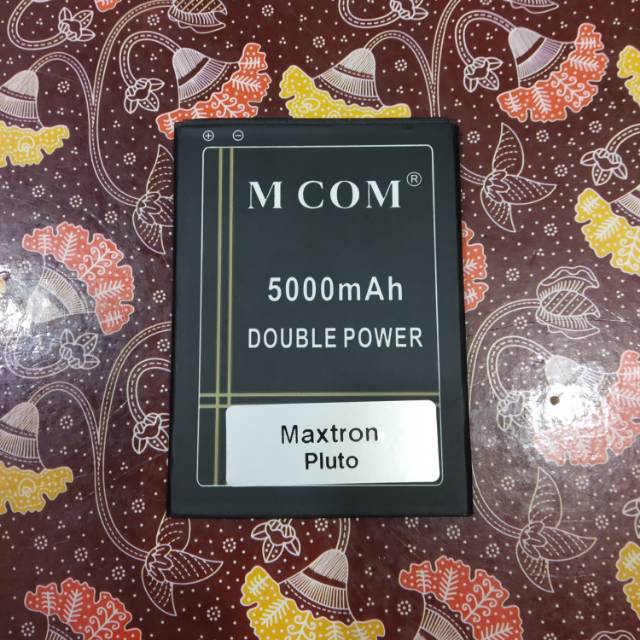 + -
M COM®
5000mAh
DOUBLE POWER
Maxtron
Pluto